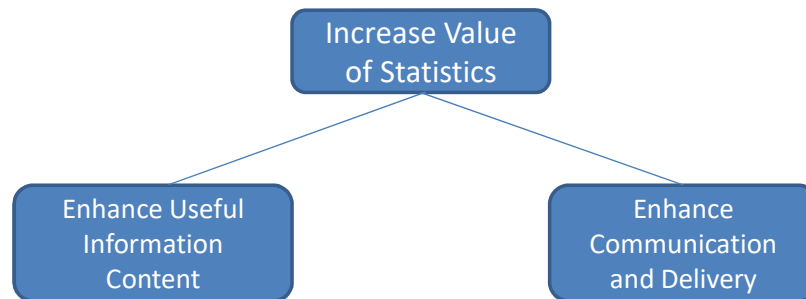 Increase Value
of Statistics
Enhance Useful
Information
Content
Enhance
Communication
and Delivery